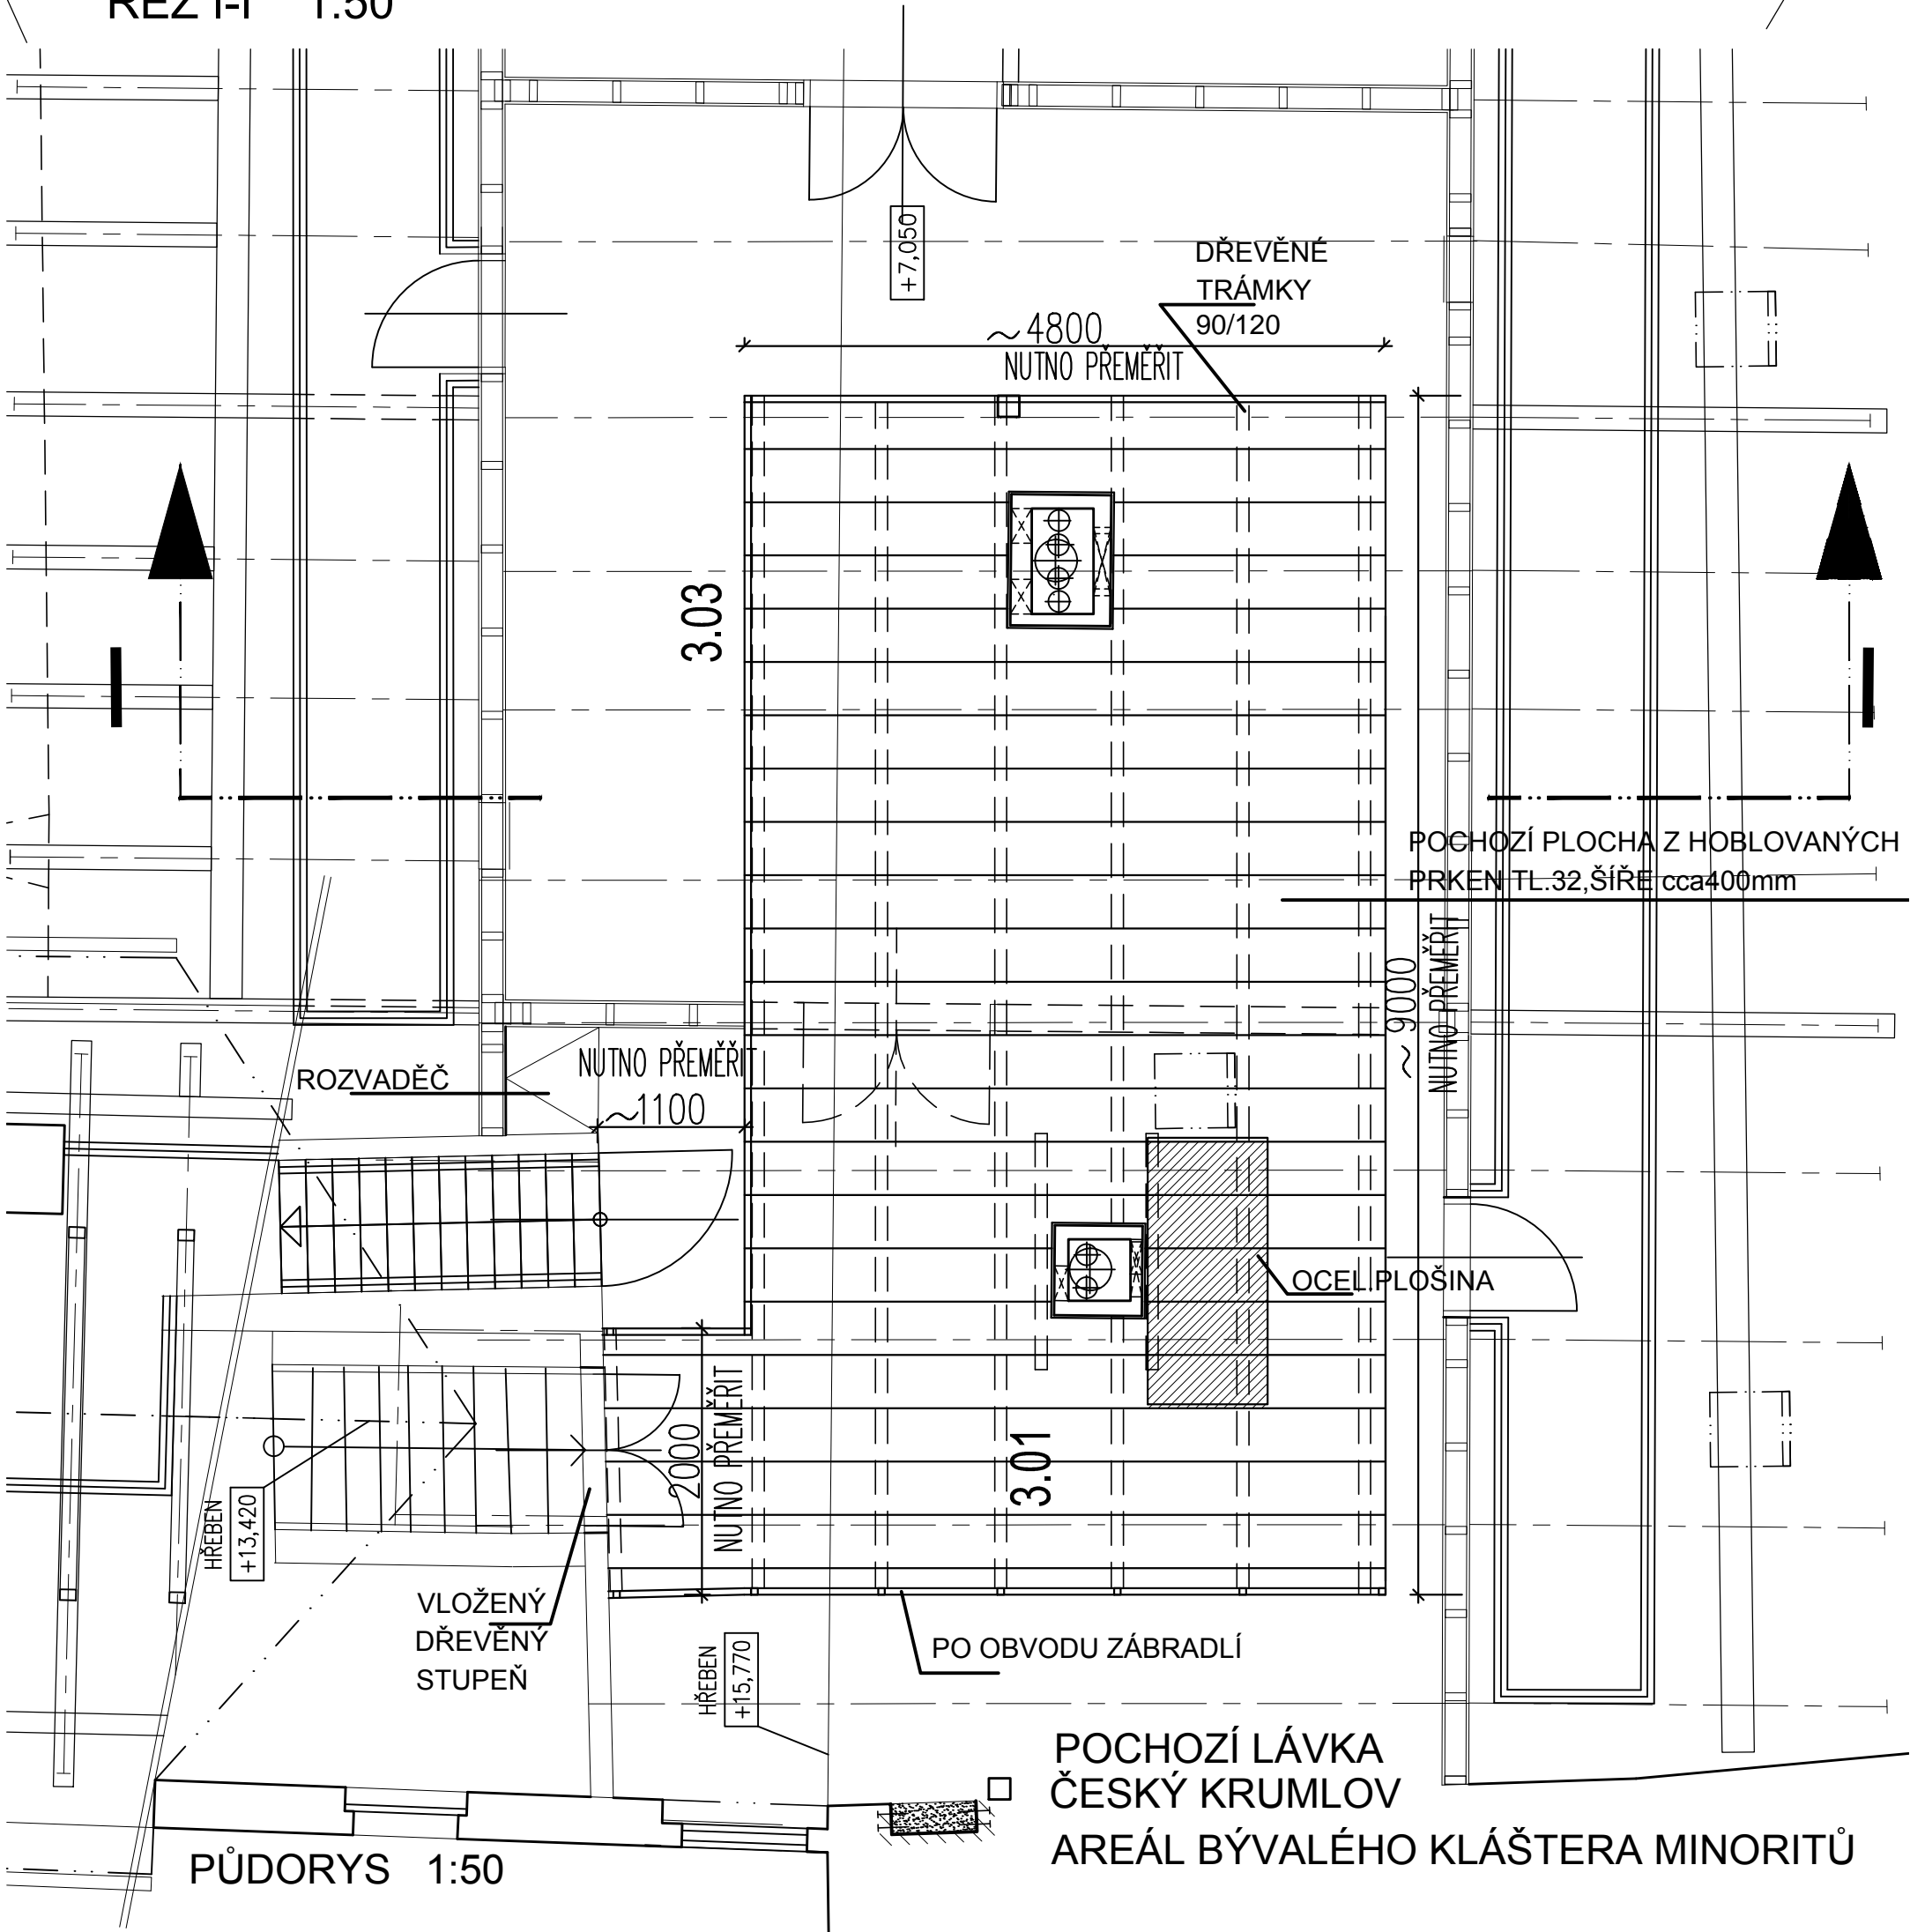 ŘEZ I-I 1:50
+7,050
DŘEVĚNÉ
TRÁMKY
90/120
~4800
NUTNO PŘEMĚŘIT
3.03
POCHOZÍ PLOCHA Z HOBLOVANÝCH
PRKEN TL.32,ŠÍŘE cca400mm
~9000
NUTNO PŘEMĚŘIT
NUTNO PŘEMĚŘIT
~1100
ROZVADĚČ
OCEL.PLOŠINA
2000
NUTNO PŘEMĚŘIT
3.01
HŘEBEN
+13,420
VLOŽENÝ
DŘEVĚNÝ
STUPEŇ
HŘEBEN
+15,770
PO OBVODU ZÁBRADLÍ
POCHOZÍ LÁVKA
ČESKÝ KRUMLOV
AREÁL BÝVALÉHO KLÁŠTERA MINORITŮ
PŮDORYS 1:50